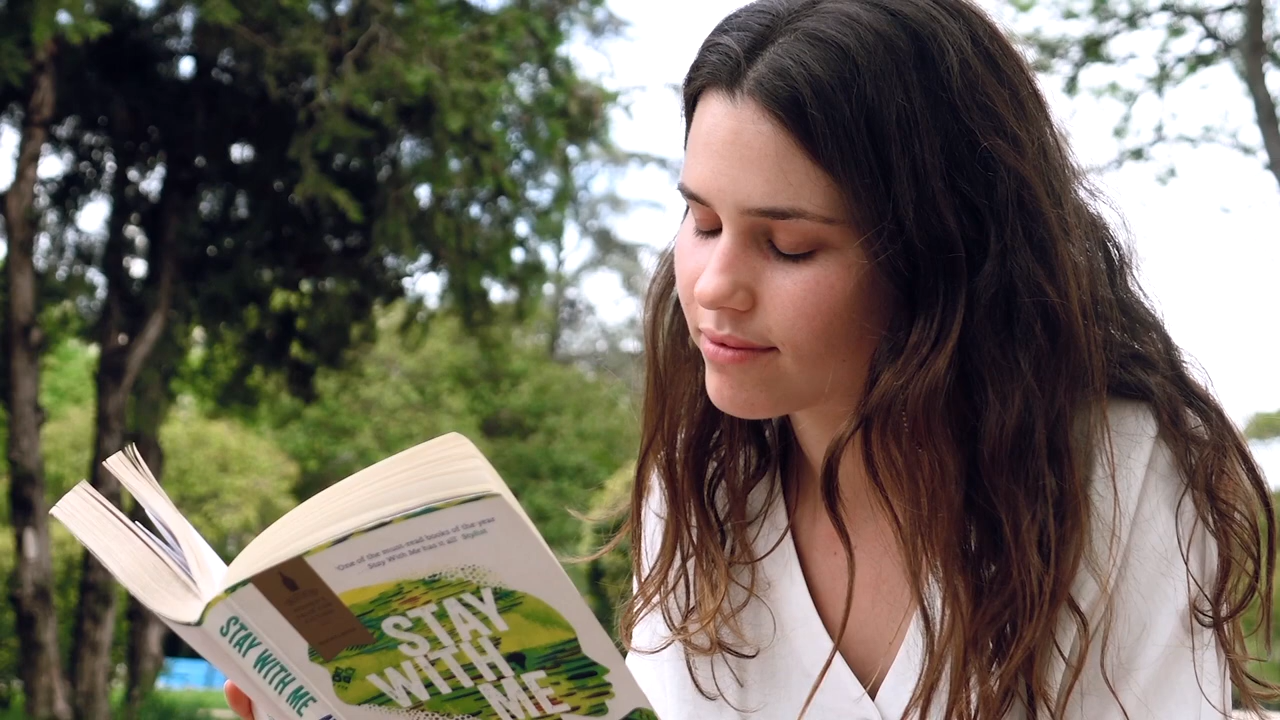 'One of the must-read books of the year
Stay With Me has it all' Stylist
STAY
WITH
ME
STAY WITH ME